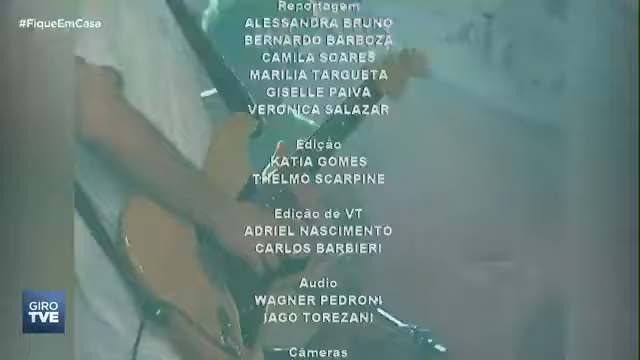 #FiqueEmCasa
Reportagem
ALESSANDRA BRUNO
BERNARDO BARBOZA
CAMILA SOARES
MARILIA TARGUETA
GISELLE PAIVA
VERONICA SALAZAR
Edição
KATIA GOMES
THELMO SCARPINE
Edição de VT
ADRIEL NASCIMENTO
CARLOS BARBIERI
Audio
WAGNER PEDRONI
IAGO TOREZANI
Câmeras
GIRO
TVE